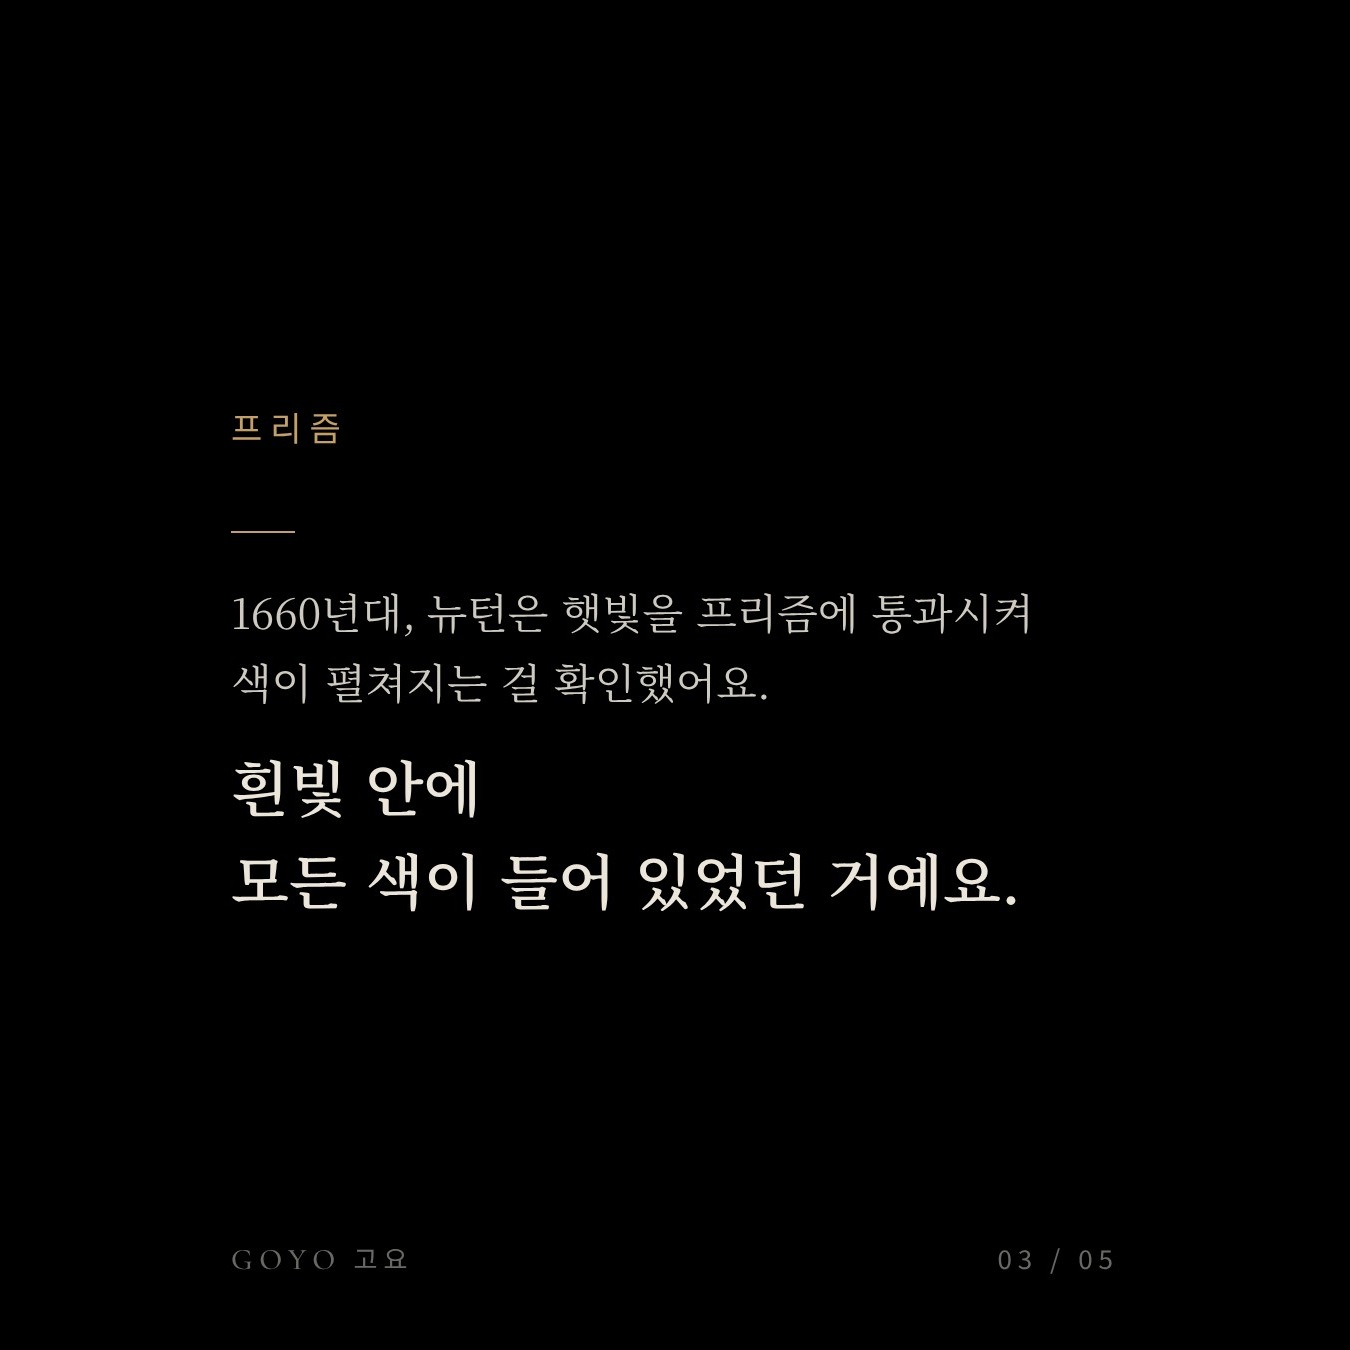 프리즘
1660년대, 뉴턴은 햇빛을 프리즘에 통과시켜
색이 펼쳐지는 걸 확인했어요.
흰빛 안에
모든 색이 들어 있었던 거예요.
GOYO 고요
03 / 05